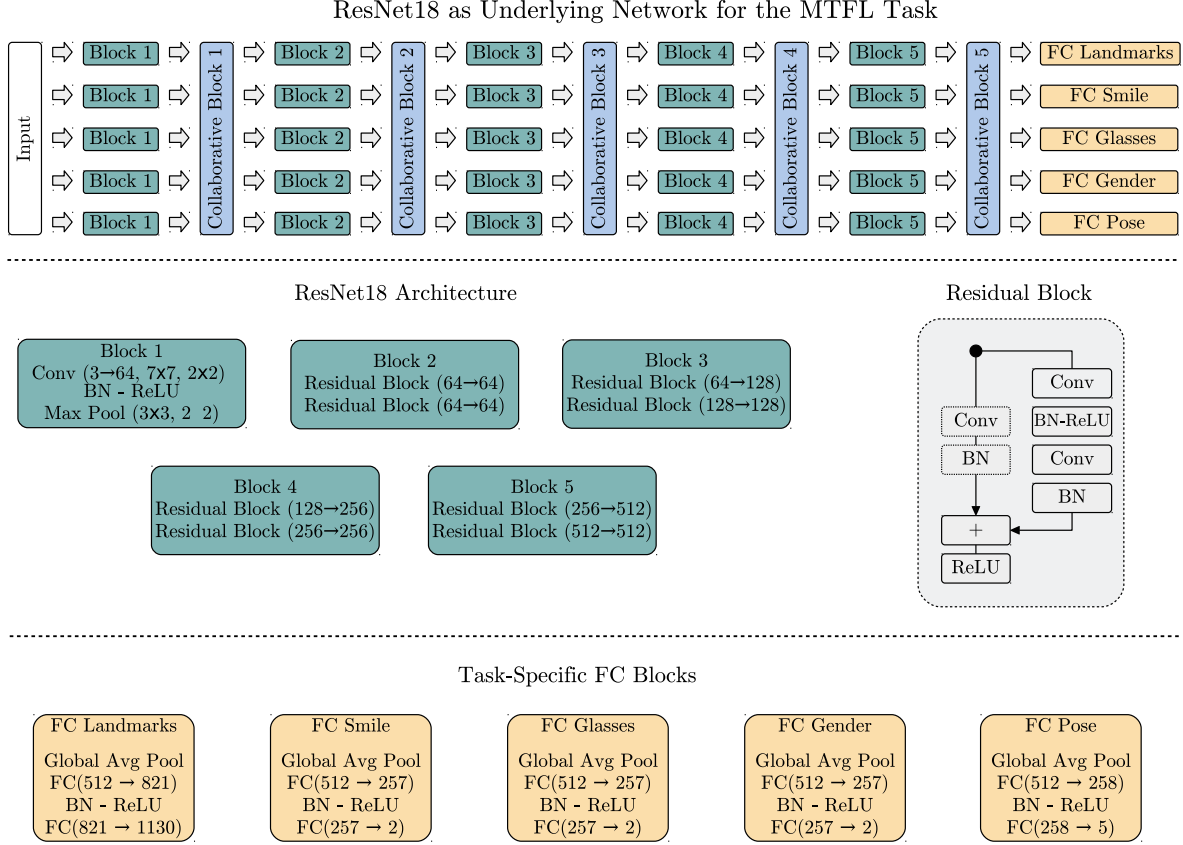 ResNet18 as Underlying Network for the MTFL Task
Input
Block 1
Collaborative Block 1
Block 2
Collaborative Block 2
Block 3
Collaborative Block 3
Block 4
Collaborative Block 4
Block 5
Collaborative Block 5
FC Landmarks
Block 1
Block 2
Block 3
Block 4
Block 5
FC Smile
Block 1
Block 2
Block 3
Block 4
Block 5
FC Glasses
Block 1
Block 2
Block 3
Block 4
Block 5
FC Gender
Block 1
Block 2
Block 3
Block 4
Block 5
FC Pose
ResNet18 Architecture
Block 1
Conv (3→64, 7x7, 2x2)
BN - ReLU
Max Pool (3x3, 2 2)
Block 2
Residual Block (64→64)
Residual Block (64→64)
Block 3
Residual Block (64→128)
Residual Block (128→128)
Block 4
Residual Block (128→256)
Residual Block (256→256)
Block 5
Residual Block (256→512)
Residual Block (512→512)
Residual Block
Conv
BN
Conv
BN-ReLU
Conv
BN
+
ReLU
Task-Specific FC Blocks
FC Landmarks
Global Avg Pool
FC(512 → 821)
BN - ReLU
FC(821 → 1130)
FC Smile
Global Avg Pool
FC(512 → 257)
BN - ReLU
FC(257 → 2)
FC Glasses
Global Avg Pool
FC(512 → 257)
BN - ReLU
FC(257 → 2)
FC Gender
Global Avg Pool
FC(512 → 257)
BN - ReLU
FC(257 → 2)
FC Pose
Global Avg Pool
FC(512 → 258)
BN - ReLU
FC(258 → 5)